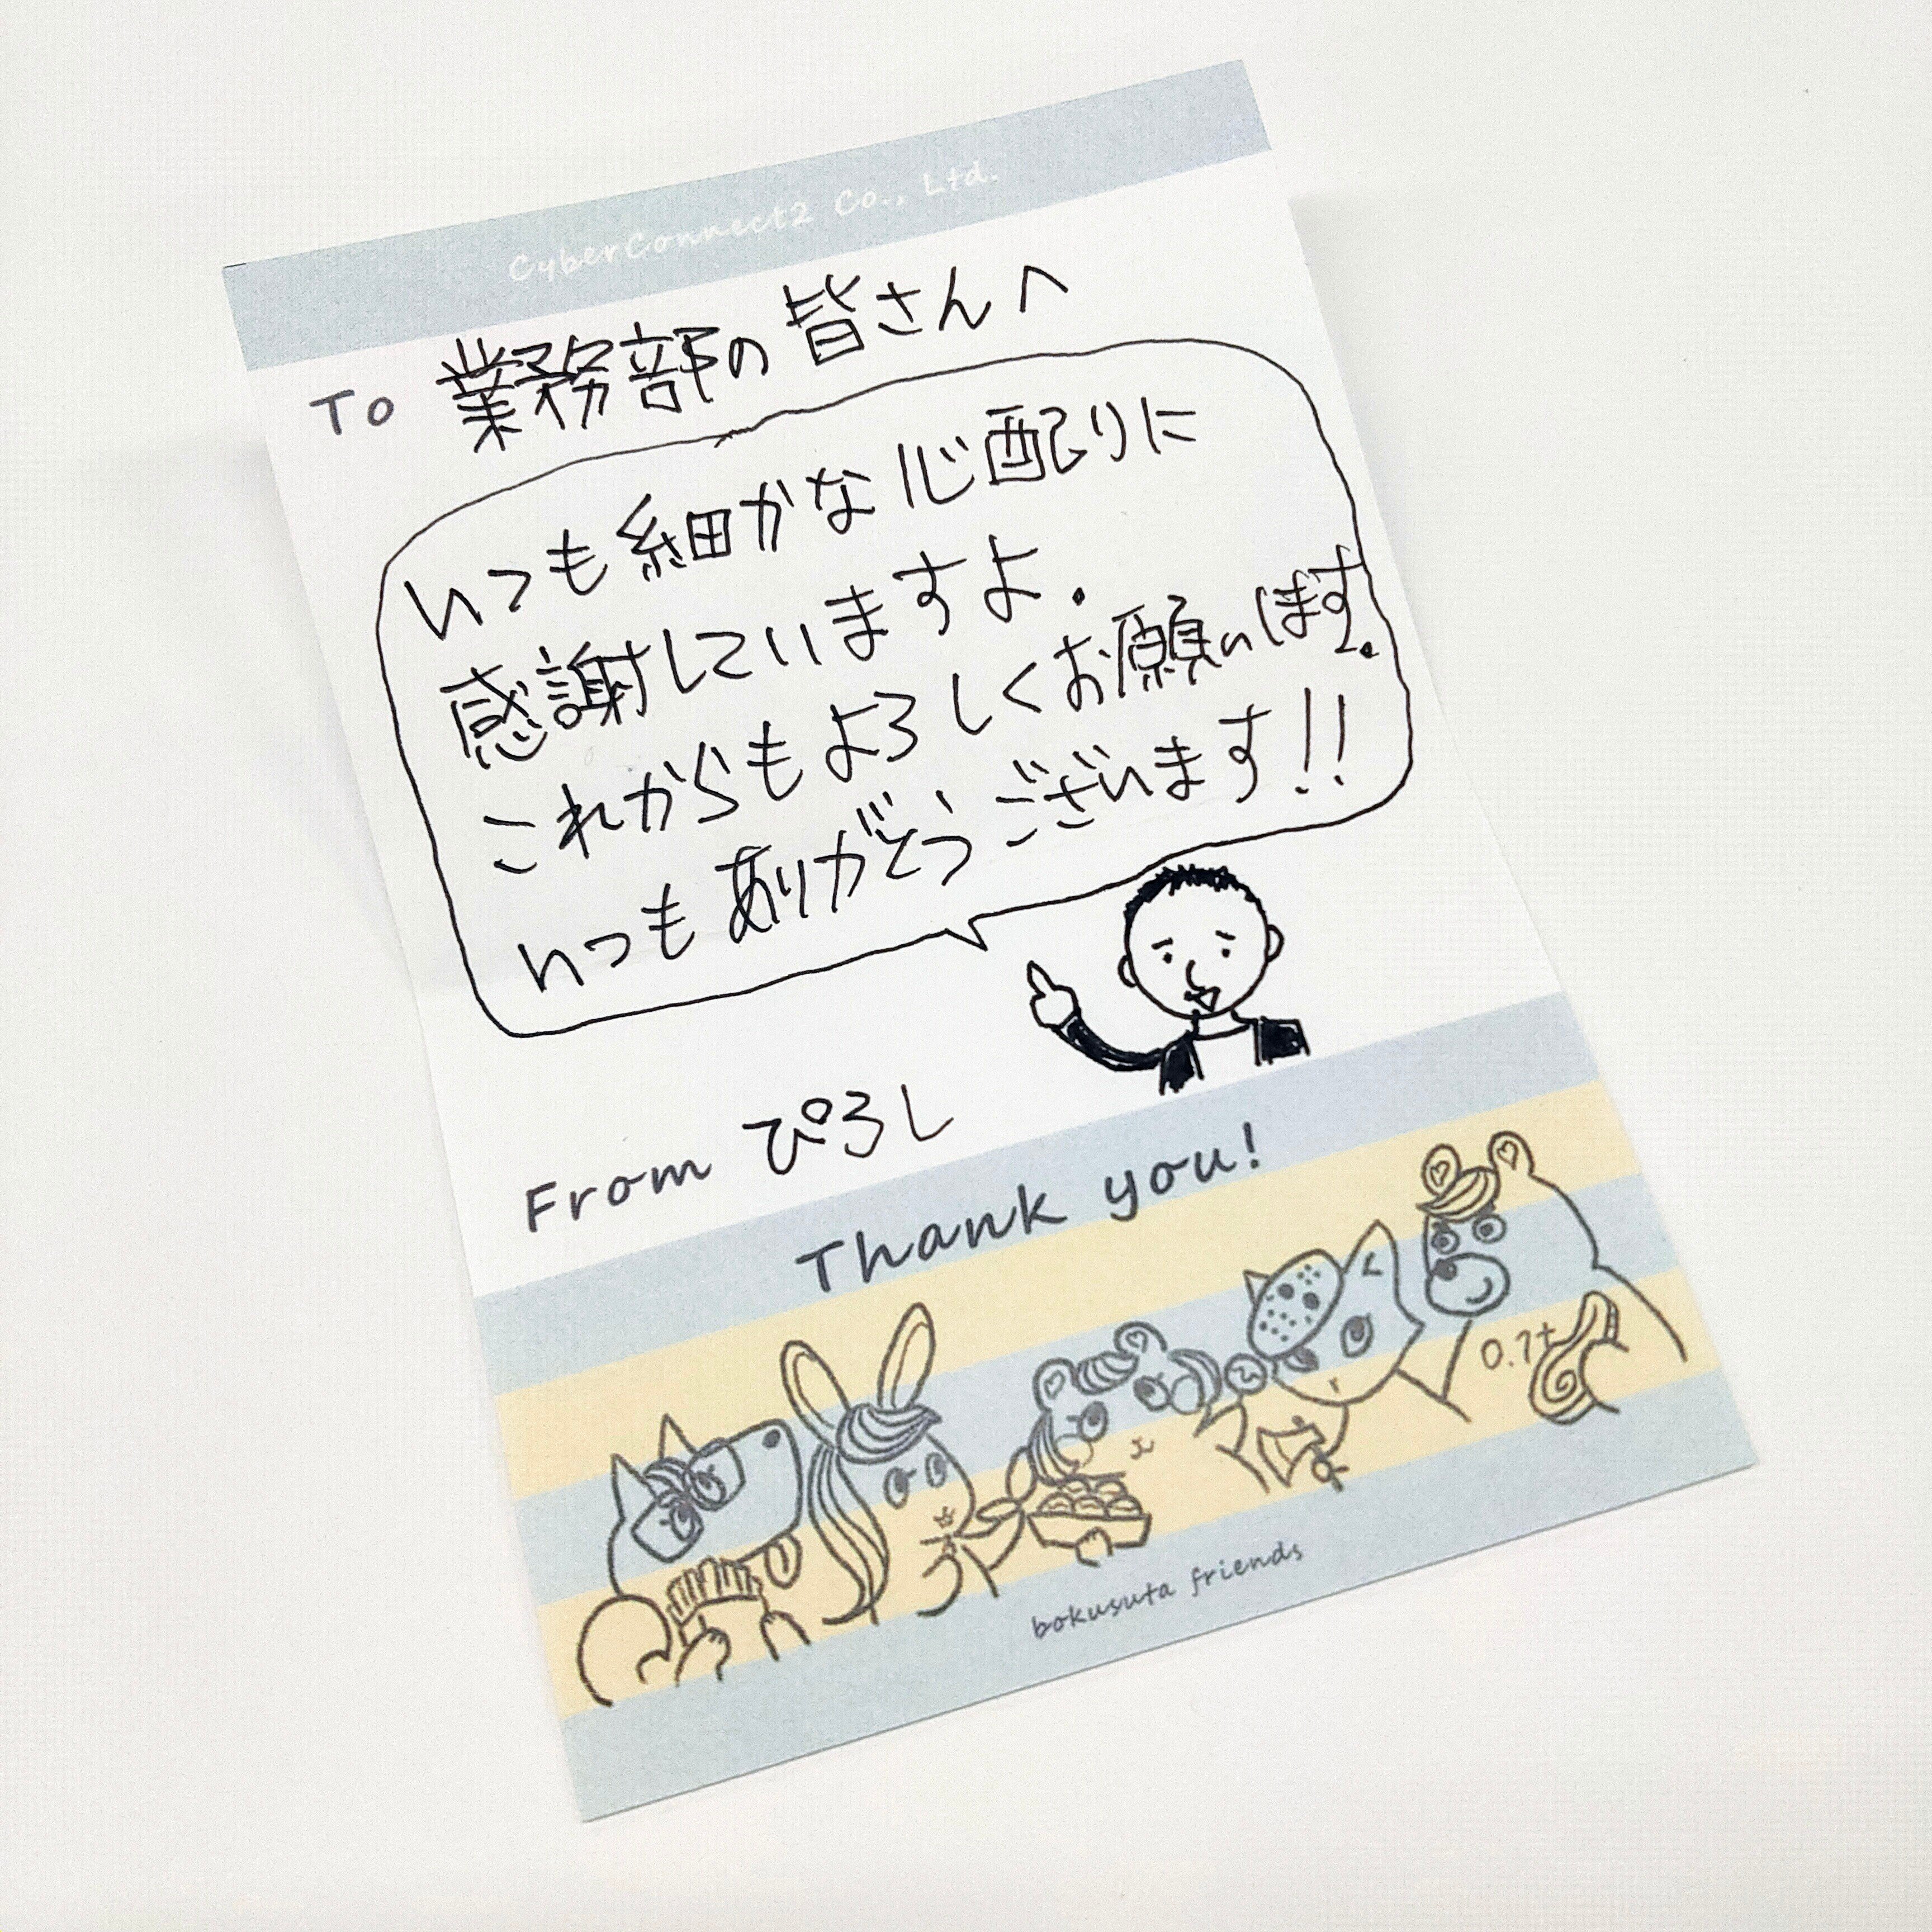 CyberConnect2 Co., Ltd.
To 業務部の皆さんへ
いつも細かな心配りに
感謝していますよ.
これからもよろしくお願いします。
いつもありがとうございます!!
From ぴろし
Thank you!
0.7t
bokusuta friends